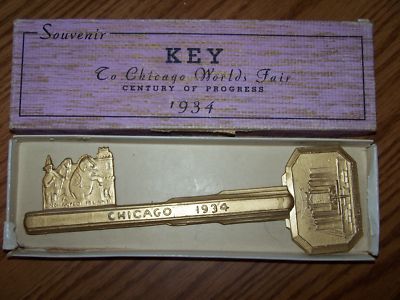 Souvenir
KEY
To Chicago Worlds Fair
CENTURY OF PROGRESS
1934
CHICAGO 1934